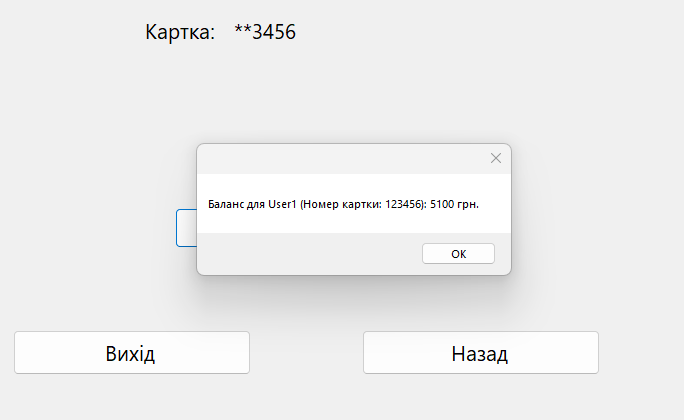 Картка: **3456
Баланс для User1 (Номер картки: 123456): 5100 грн.
OK
Вихід
Назад